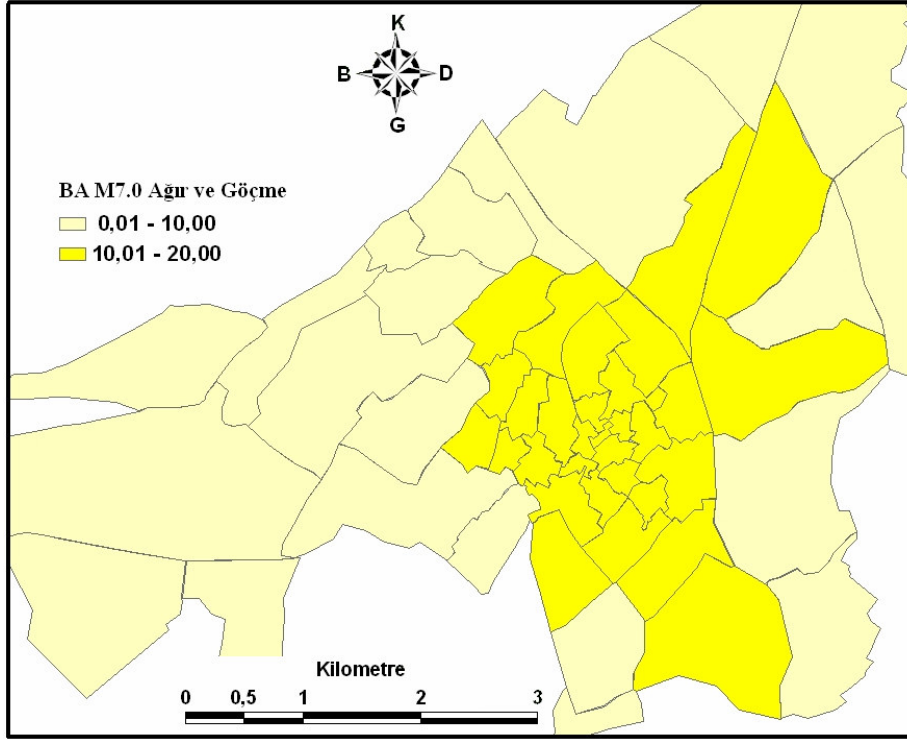 K
B D
G
BA M7.0 Ağır ve Göçme
0,01 - 10,00
10,01 - 20,00
Kilometre
0 0,5 1 2 3